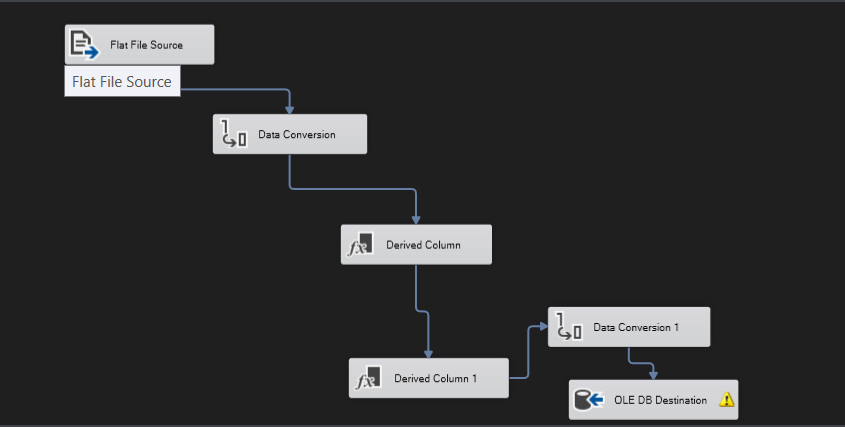 Flat File Source
Flat File Source
Data Conversion
Derived Column
Data Conversion 1
Derived Column 1
OLE DB Destination